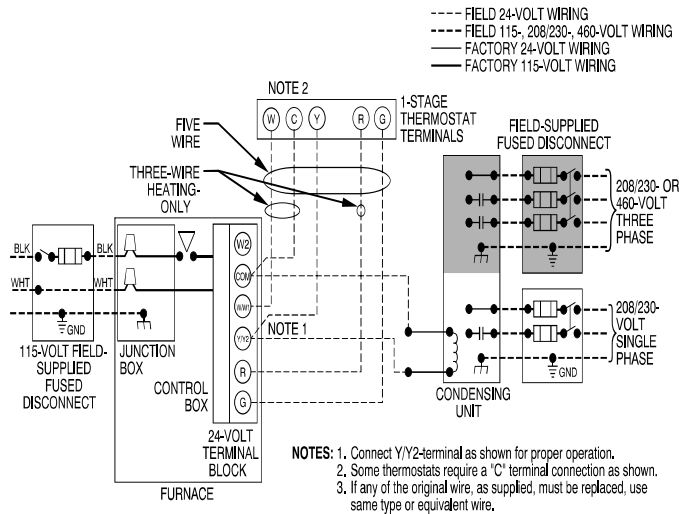 FIELD 24-VOLT WIRING
FIELD 115-, 208/230-, 460-VOLT WIRING
FACTORY 24-VOLT WIRING
FACTORY 115-VOLT WIRING
NOTE 2
1-STAGE
THERMOSTAT
TERMINALS
W C Y R G
FIVE
WIRE
THREE-WIRE
HEATING-
ONLY
FIELD-SUPPLIED
FUSED DISCONNECT
208/230- OR
460-VOLT
THREE
PHASE
BLK
BLK
WHT
WHT
GND
W2
COM
W/W1
Y/Y2
R
G
NOTE 1
208/230-
VOLT
SINGLE
PHASE
GND
115-VOLT FIELD-
SUPPLIED
FUSED
DISCONNECT
JUNCTION
BOX
CONTROL
BOX
24-VOLT
TERMINAL
BLOCK
FURNACE
CONDENSING
UNIT
NOTES: 1. Connect Y/Y2-terminal as shown for proper operation.
2. Some thermostats require a "C" terminal connection as shown.
3. If any of the original wire, as supplied, must be replaced, use
same type or equivalent wire.